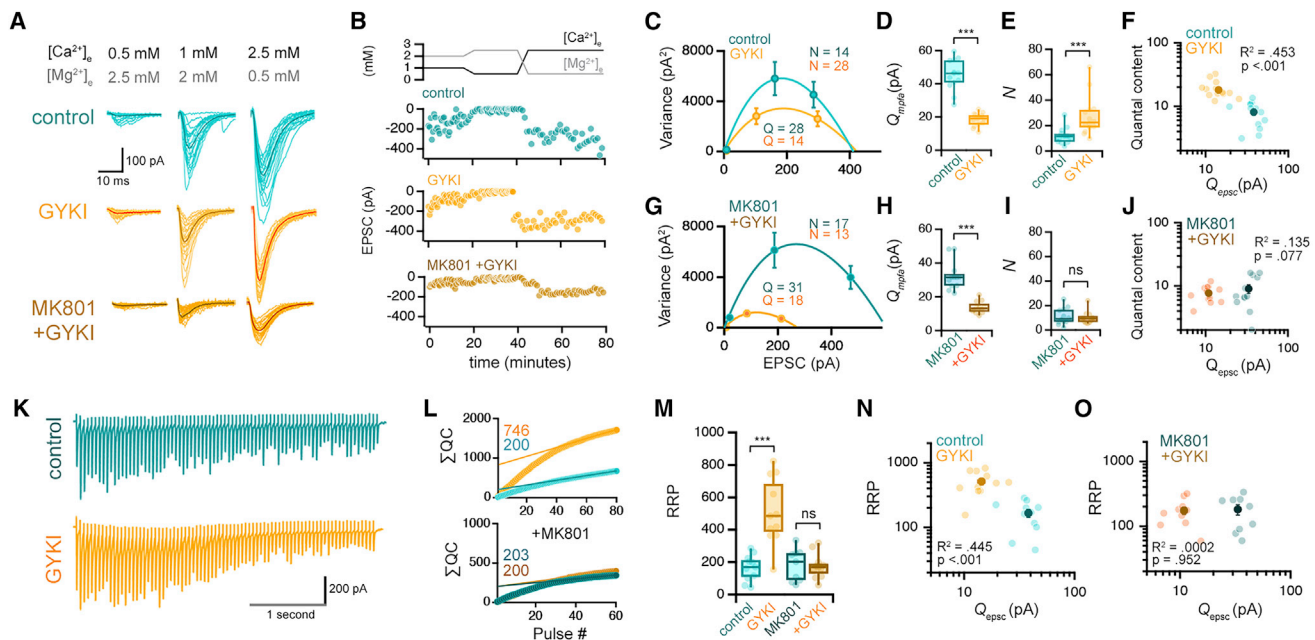 A
[Ca²⁺]e 0.5 mM 1 mM 2.5 mM
[Mg²⁺]e 2.5 mM 2 mM 0.5 mM
control
100 pA
10 ms
GYKI
MK801
+GYKI
B
3
2
1
0
(mM)
[Ca²⁺]e
[Mg²⁺]e
control
0
-200
-400
GYKI
0
-200
-400
EPSC (pA)
MK801 +GYKI
0
-200
-400
0 20 40 60 80
time (minutes)
C
control
GYKI
N = 14
N = 28
8000
4000
0
Variance (pA²)
Q = 28
Q = 14
0 200 400
D
***
60
40
20
0
Qmpfa(pA)
control
GYKI
E
***
80
60
40
20
0
N
control
GYKI
F
control
GYKI
R² = .453
p <.001
100
10
Quantal content
10 100
Qepsc(pA)
G
MK801
+GYKI
N = 17
N = 13
8000
4000
0
Variance (pA²)
Q = 31
Q = 18
0 200 400
EPSC (pA)
H
***
60
40
20
0
Qmpfa(pA)
MK801
+GYKI
I
ns
60
45
30
15
0
N
MK801
+GYKI
J
MK801
+GYKI
R² = .135
p = .077
100
10
Quantal content
10 100
Qepsc(pA)
K
control
GYKI
200 pA
1 second
L
2000
1000
0
∑QC
746
200
20 40 60 80
1000
500
0
∑QC
+MK801
203
200
20 40 60
Pulse #
M
1000
800
600
400
200
0
RRP
***
ns
control
GYKI
MK801
+GYKI
N
control
GYKI
1000
100
RRP
R² = .445
p <.001
10 100
Qepsc (pA)
O
MK801
+GYKI
1000
100
RRP
R² = .0002
p = .952
10 100
Qepsc (pA)